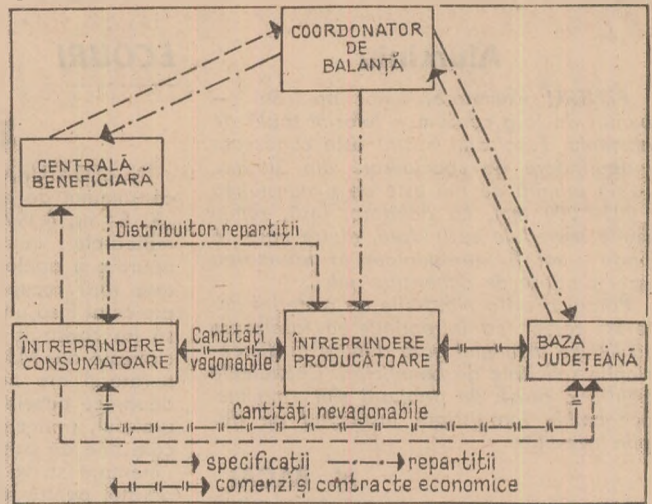 COORDONATOR
DE
BALANȚĂ
CENTRALĂ
BENEFICIARĂ
Distribuitor repartiții
ÎNTREPRINDERE
CONSUMATOARE
Cantități
vagonabile
ÎNTREPRINDERE
PRODUCĂTOARE
BAZA
JUDEȚEANĂ
Cantități nevagonabile
specificații
repartiții
comenzi și contracte economice